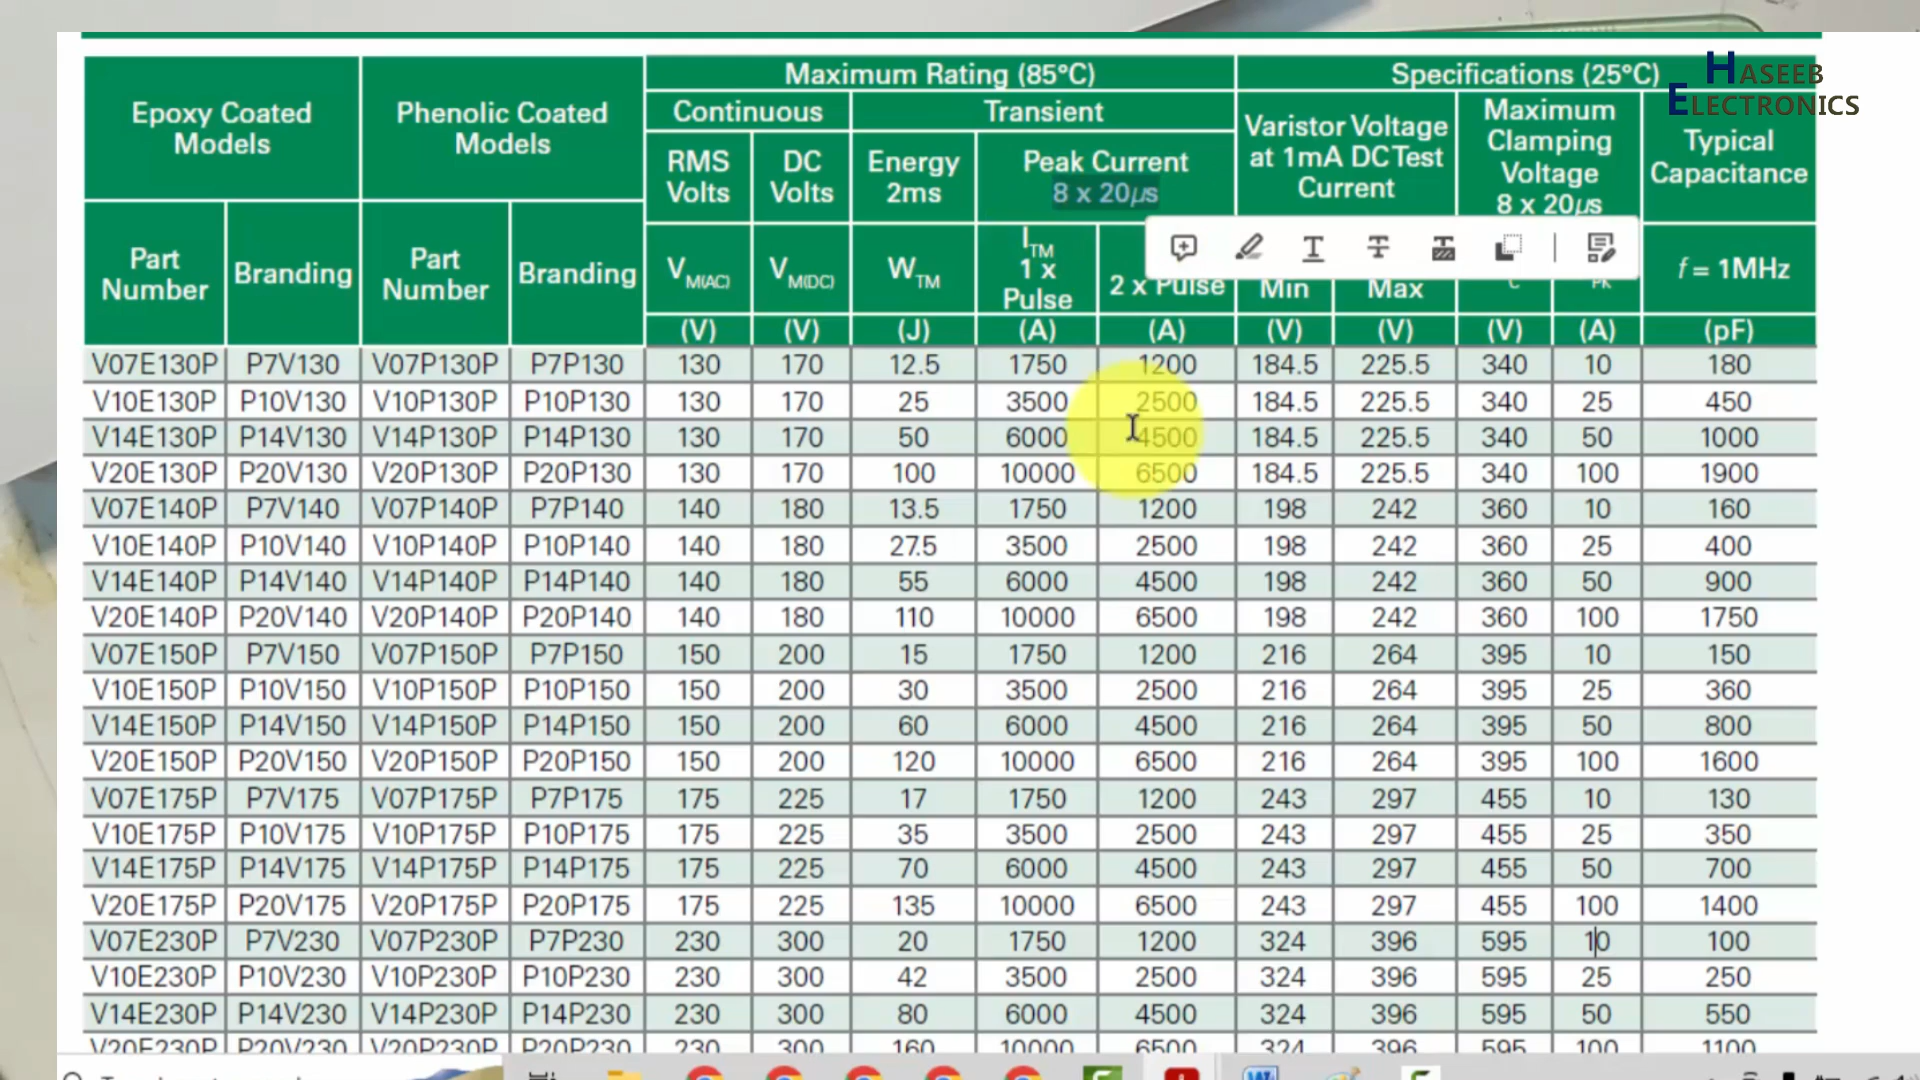 HASEEB
ELECTRONICS
Epoxy Coated Models
Phenolic Coated Models
Maximum Rating (85°C)
Specifications (25°C)
Continuous
Transient
RMS Volts
DC Volts
Energy 2ms
Peak Current 8 x 20µs
Varistor Voltage at 1mA DC Test Current
Maximum Clamping Voltage 8 x 20µs
Typical Capacitance
Part Number
Branding
Part Number
Branding
VM(AC) VM(DC) WTM ITM 1 x Pulse 2 x Pulse Min Max C PK f = 1MHz
(V) (V) (J) (A) (A) (V) (V) (V) (A) (pF)
V07E130P P7V130 V07P130P P7P130 130 170 12.5 1750 1200 184.5 225.5 340 10 180
V10E130P P10V130 V10P130P P10P130 130 170 25 3500 2500 184.5 225.5 340 25 450
V14E130P P14V130 V14P130P P14P130 130 170 50 6000 4500 184.5 225.5 340 50 1000
V20E130P P20V130 V20P130P P20P130 130 170 100 10000 6500 184.5 225.5 340 100 1900
V07E140P P7V140 V07P140P P7P140 140 180 13.5 1750 1200 198 242 360 10 160
V10E140P P10V140 V10P140P P10P140 140 180 27.5 3500 2500 198 242 360 25 400
V14E140P P14V140 V14P140P P14P140 140 180 55 6000 4500 198 242 360 50 900
V20E140P P20V140 V20P140P P20P140 140 180 110 10000 6500 198 242 360 100 1750
V07E150P P7V150 V07P150P P7P150 150 200 15 1750 1200 216 264 395 10 150
V10E150P P10V150 V10P150P P10P150 150 200 30 3500 2500 216 264 395 25 360
V14E150P P14V150 V14P150P P14P150 150 200 60 6000 4500 216 264 395 50 800
V20E150P P20V150 V20P150P P20P150 150 200 120 10000 6500 216 264 395 100 1600
V07E175P P7V175 V07P175P P7P175 175 225 17 1750 1200 243 297 455 10 130
V10E175P P10V175 V10P175P P10P175 175 225 35 3500 2500 243 297 455 25 350
V14E175P P14V175 V14P175P P14P175 175 225 70 6000 4500 243 297 455 50 700
V20E175P P20V175 V20P175P P20P175 175 225 135 10000 6500 243 297 455 100 1400
V07E230P P7V230 V07P230P P7P230 230 300 20 1750 1200 324 396 595 10 100
V10E230P P10V230 V10P230P P10P230 230 300 42 3500 2500 324 396 595 25 250
V14E230P P14V230 V14P230P P14P230 230 300 80 6000 4500 324 396 595 50 550
V20E230P P20V230 V20P230P P20P230 230 300 160 10000 6500 324 396 595 100 1100